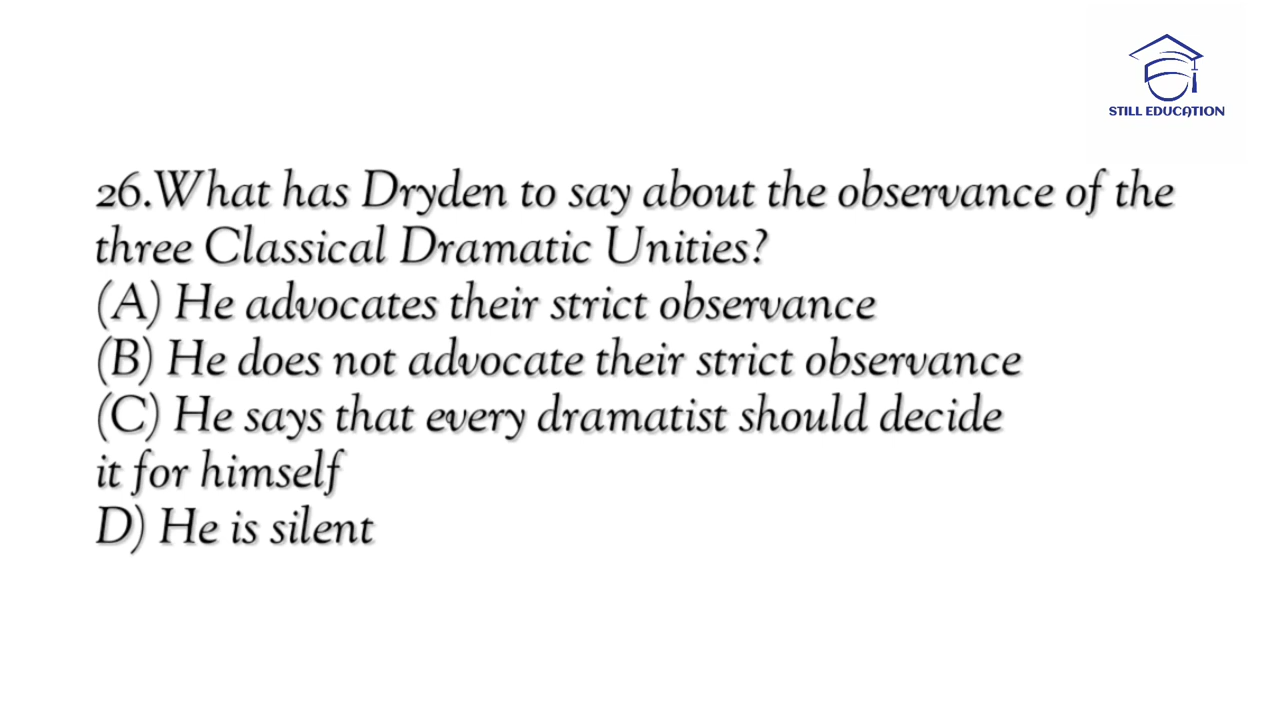 STILL EDUCATION
26.What has Dryden to say about the observance of the
three Classical Dramatic Unities?
(A) He advocates their strict observance
(B) He does not advocate their strict observance
(C) He says that every dramatist should decide
it for himself
D) He is silent